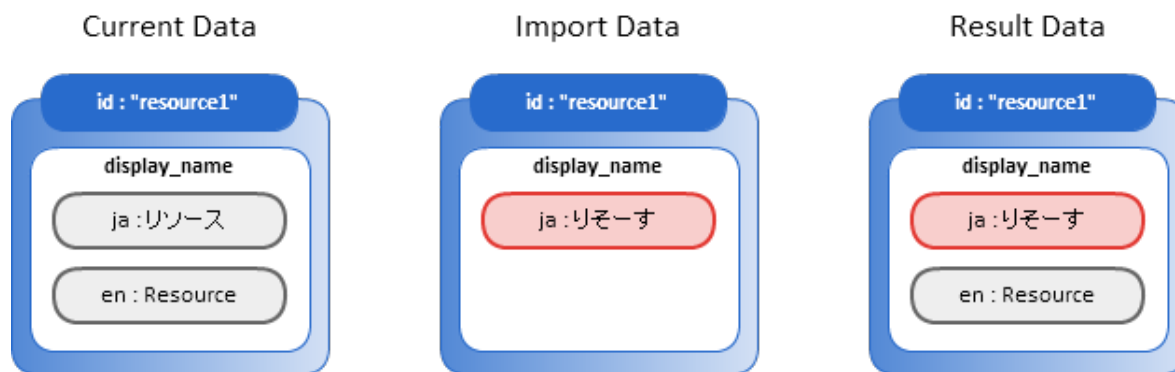 Current Data
Import Data
Result Data
id : "resource1"
id : "resource1"
id : "resource1"
display_name
display_name
display_name
ja :リソース
ja :りそーす
ja :りそーす
en : Resource
en : Resource